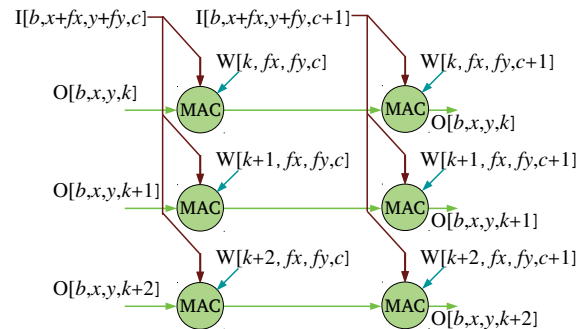 I[b,x+fx,y+fy,c] I[b,x+fx,y+fy,c+1]
W[k, fx, fy,c] W[k, fx, fy,c+1]
O[b,x,y,k] MAC MAC
O[b,x,y,k]
W[k+1, fx, fy,c] W[k+1, fx, fy,c+1]
O[b,x,y,k+1] MAC MAC
O[b,x,y,k+1]
W[k+2, fx, fy,c] W[k+2, fx, fy,c+1]
O[b,x,y,k+2] MAC MAC
O[b,x,y,k+2]